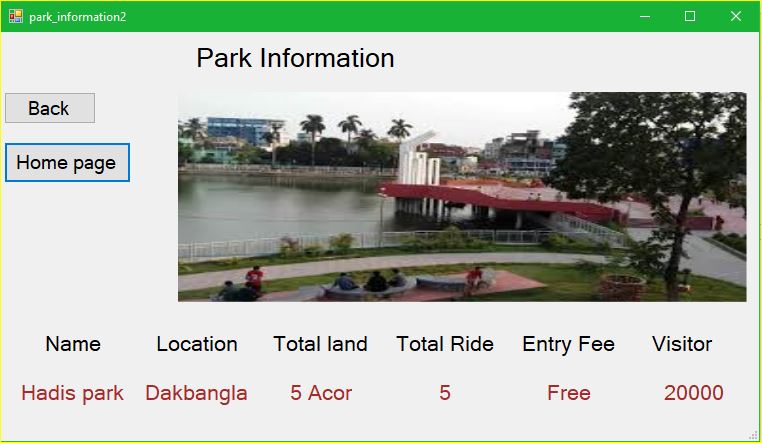 park_information2
Park Information
Back
Home page
Name Location Total land Total Ride Entry Fee Visitor
Hadis park Dakbangla 5 Acor 5 Free 20000